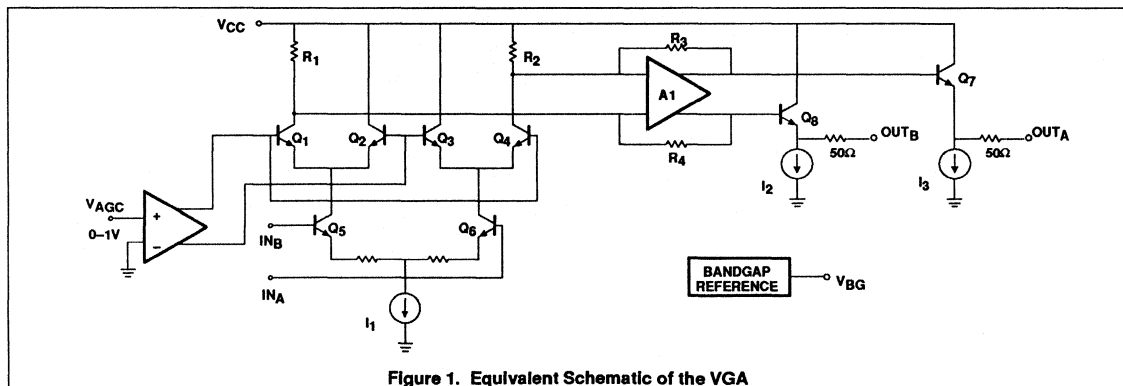 VCC
R1
R2
R3
A1
R4
Q7
Q8
OUTB
OUTA
50Ω
50Ω
I2
I3
Q1
Q2
Q3
Q4
VAGC
0–1V
+
–
INB
Q5
Q6
INA
I1
BANDGAP
REFERENCE
VBG
Figure 1. Equivalent Schematic of the VGA